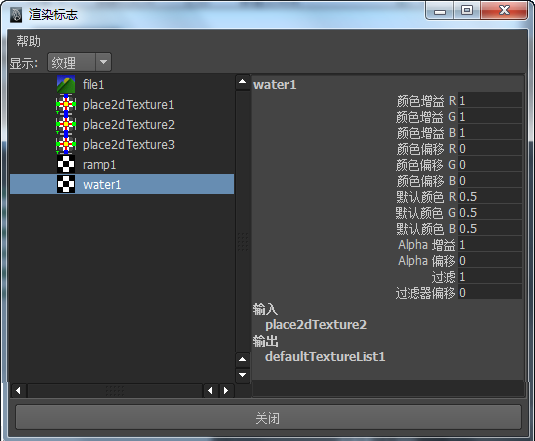 渲染标志
帮助
显示: 纹理
file1
place2dTexture1
place2dTexture2
place2dTexture3
ramp1
water1
water1
颜色增益 R 1
颜色增益 G 1
颜色增益 B 1
颜色偏移 R 0
颜色偏移 G 0
颜色偏移 B 0
默认颜色 R 0.5
默认颜色 G 0.5
默认颜色 B 0.5
Alpha 增益 1
Alpha 偏移 0
过滤 1
过滤器偏移 0
输入
place2dTexture2
输出
defaultTextureList1
关闭